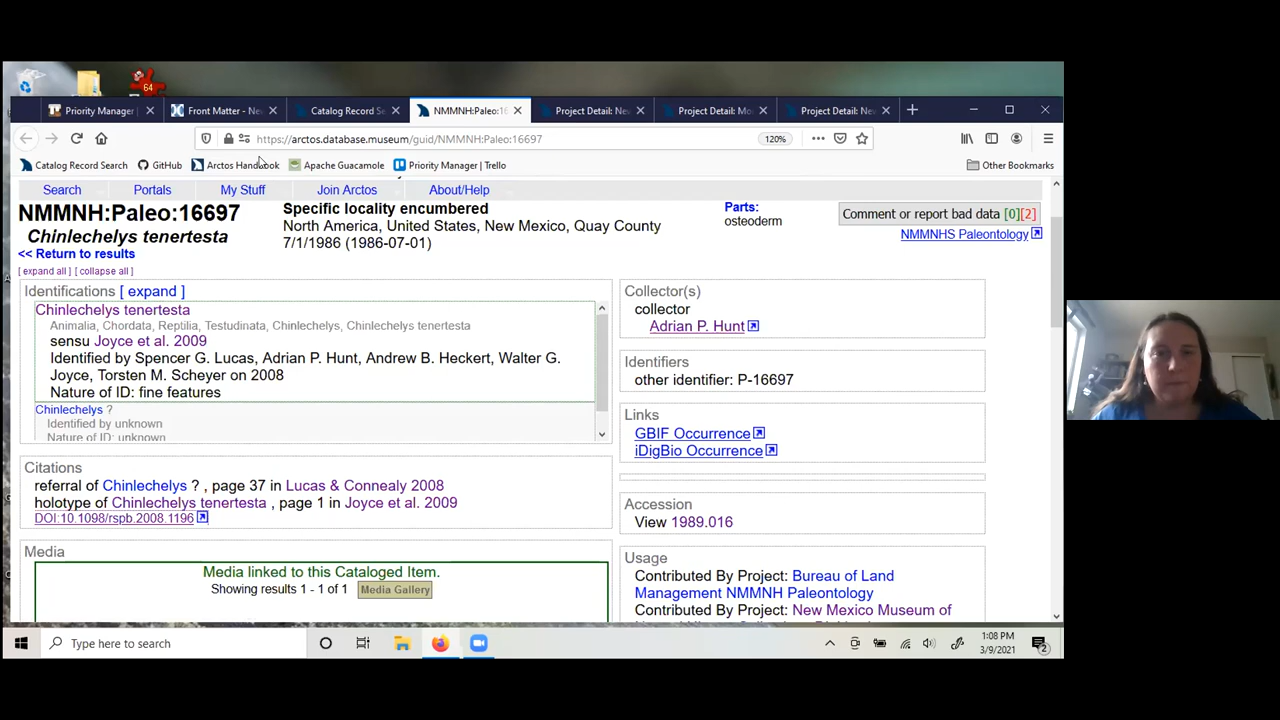 64
Priority Manager |
Front Matter - Ne
Catalog Record Se
NMMNH:Paleo:16
Project Detail: Nev
Project Detail: Mo
Project Detail: Nev
https://arctos.database.museum/guid/NMMNH:Paleo:16697
120%
Catalog Record Search
GitHub
Arctos Handbook
Apache Guacamole
Priority Manager | Trello
Other Bookmarks
Search Portals My Stuff Join Arctos About/Help
NMMNH:Paleo:16697
Chinlechelys tenertesta
<< Return to results
[ expand all ] [ collapse all ]
Specific locality encumbered
North America, United States, New Mexico, Quay County
7/1/1986 (1986-07-01)
Parts:
osteoderm
Comment or report bad data [0][2]
NMMNHS Paleontology
Identifications [ expand ]
Chinlechelys tenertesta
Animalia, Chordata, Reptilia, Testudinata, Chinlechelys, Chinlechelys tenertesta
sensu Joyce et al. 2009
Identified by Spencer G. Lucas, Adrian P. Hunt, Andrew B. Heckert, Walter G.
Joyce, Torsten M. Scheyer on 2008
Nature of ID: fine features
Chinlechelys ?
Identified by unknown
Nature of ID: unknown
Citations
referral of Chinlechelys ? , page 37 in Lucas & Connealy 2008
holotype of Chinlechelys tenertesta , page 1 in Joyce et al. 2009
DOI:10.1098/rspb.2008.1196
Media
Media linked to this Cataloged Item.
Showing results 1 - 1 of 1 Media Gallery
Collector(s)
collector
Adrian P. Hunt
Identifiers
other identifier: P-16697
Links
GBIF Occurrence
iDigBio Occurrence
Accession
View 1989.016
Usage
Contributed By Project: Bureau of Land
Management NMMNH Paleontology
Contributed By Project: New Mexico Museum of
Type here to search
1:08 PM
3/9/2021
2